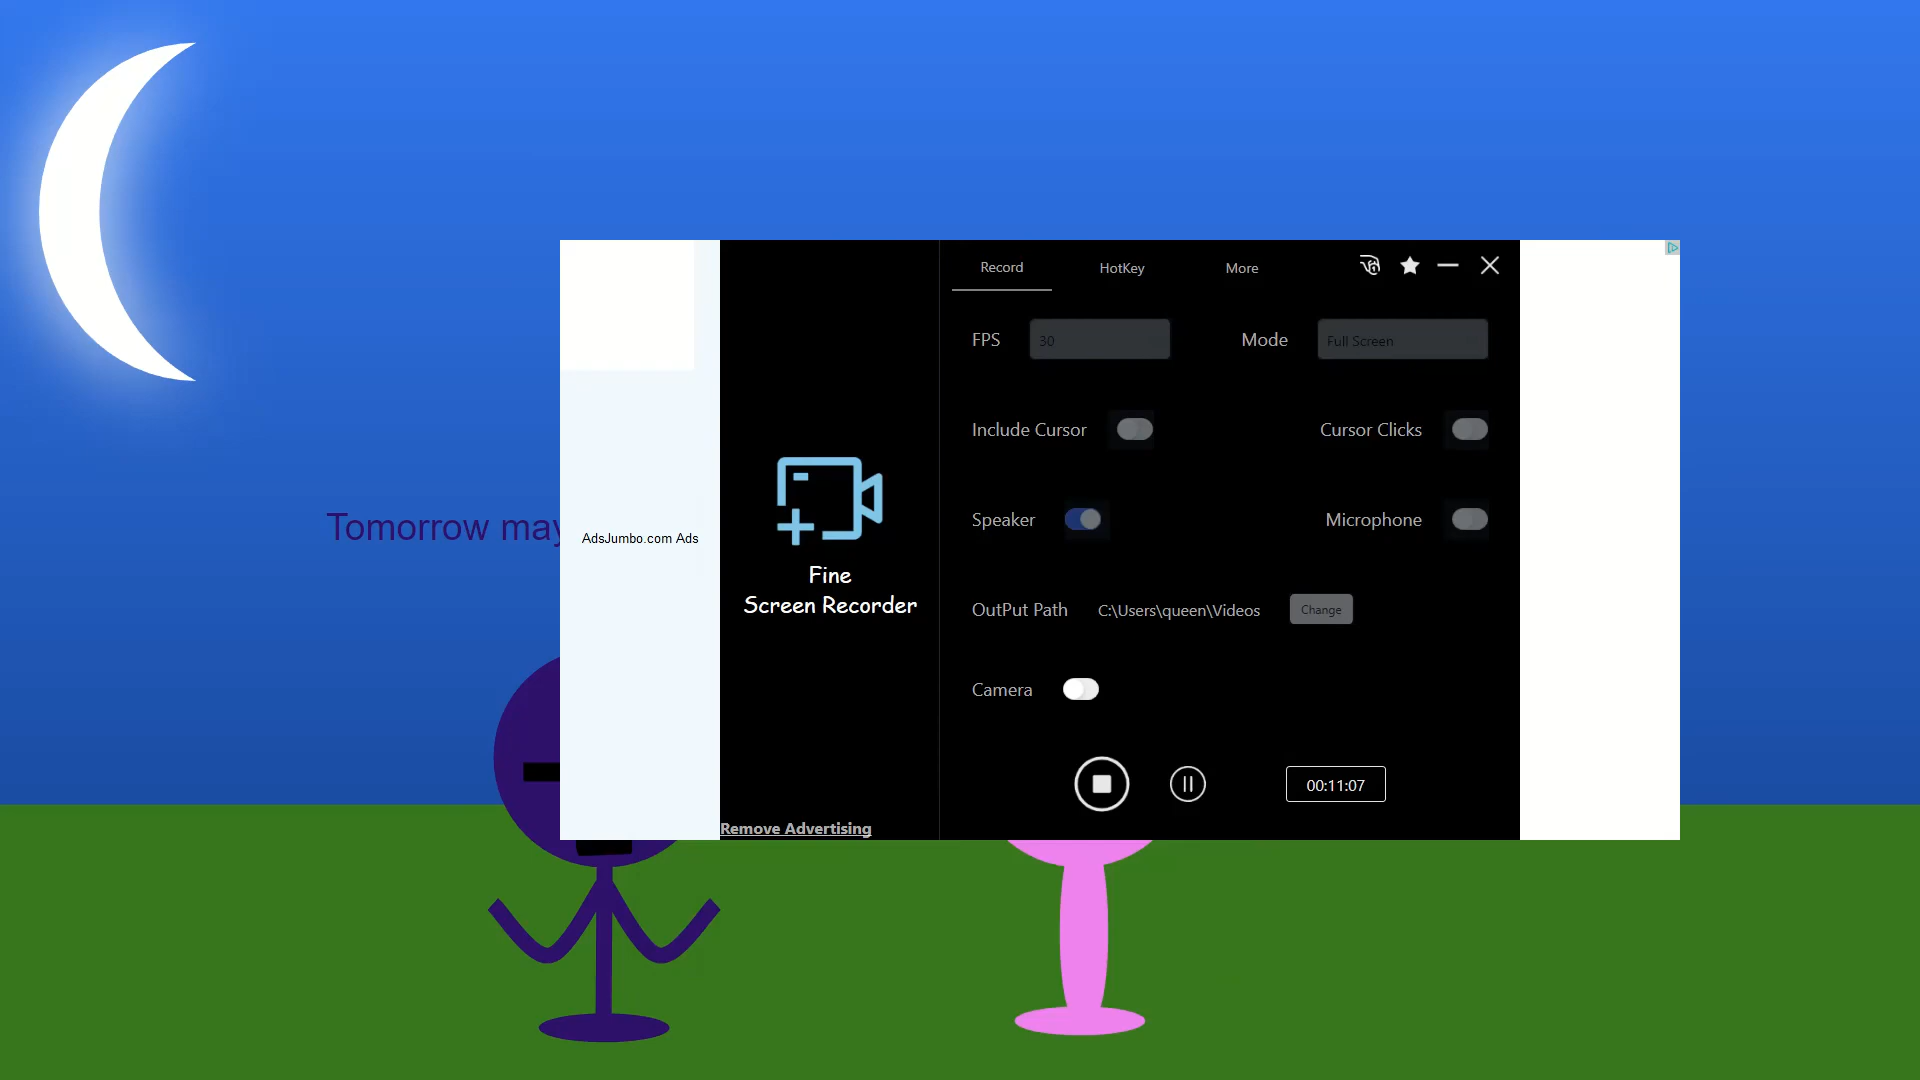 Record HotKey More
FPS 30 Mode Full Screen
Include Cursor Cursor Clicks
Tomorrow may
AdsJumbo.com Ads
Speaker Microphone
Fine
Screen Recorder
OutPut Path C:\Users\queen\Videos Change
Camera
00:11:07
Remove Advertising